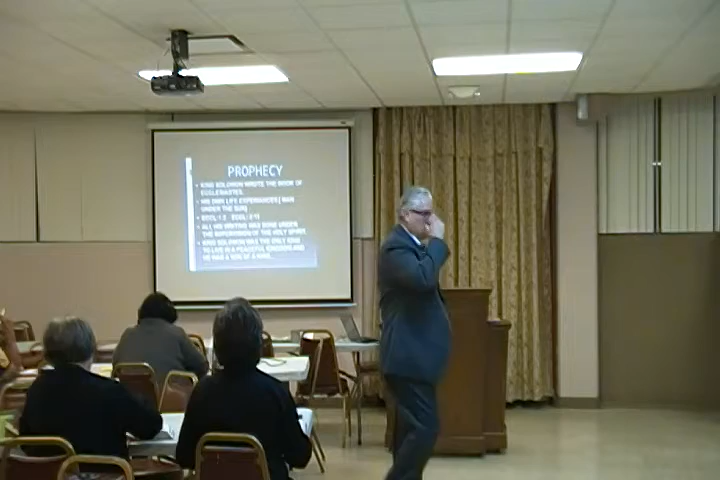 PROPHECY
• KING SOLOMON WROTE THE BOOK OF
ECCLESIASTES.
• HIS OWN LIFE EXPERIANCES [ MAN
UNDER THE SUN]
• ALL HIS WRITING WAS DONE UNDER
THE INSPIRATION OF THE HOLY SPIRIT.
• KING SOLOMON WAS THE ONLY KING
TO LIVE IN A PEACEFUL KINGDOM AND
HE WAS A SON OF A KING.